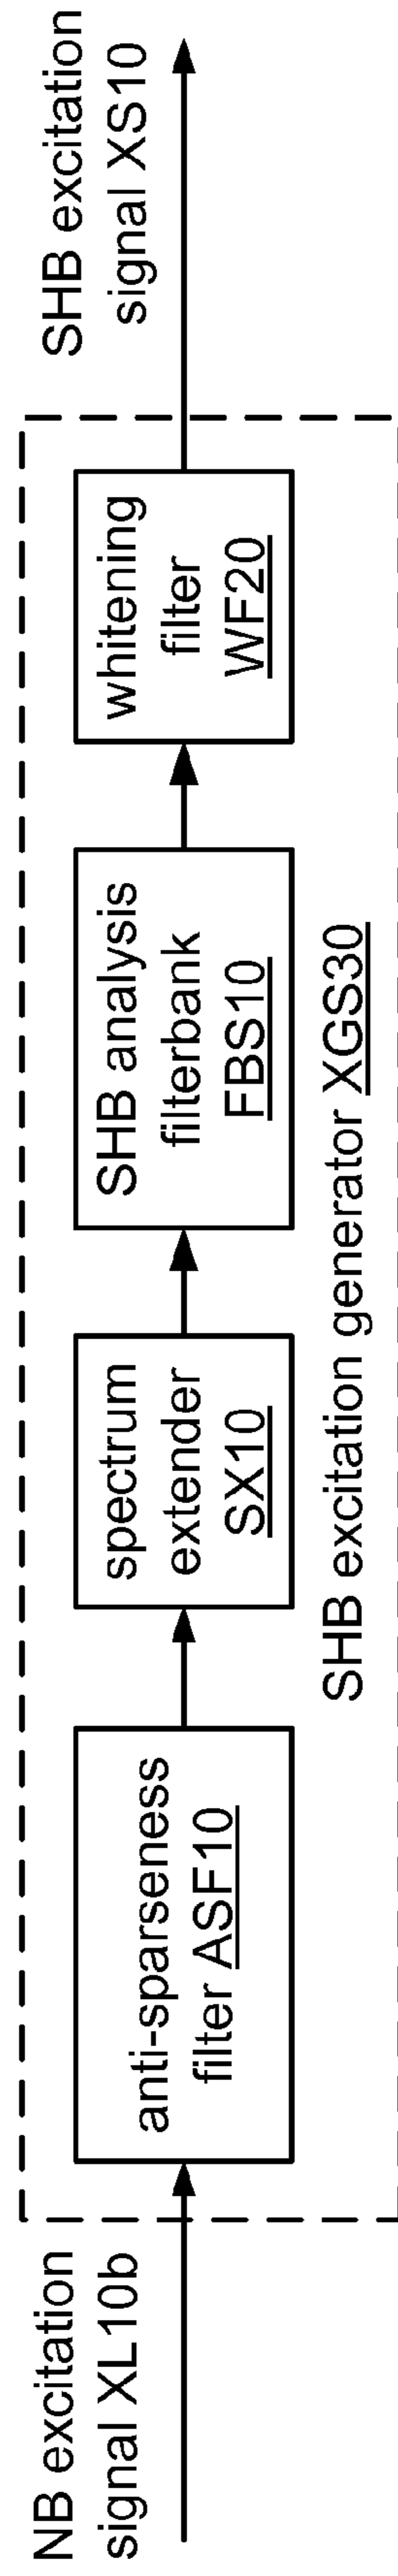 NB excitation
signal XL10b
anti-sparseness
filter ASF10
spectrum
extender
SX10
SHB analysis
filterbank
FBS10
whitening
filter
WF20
SHB excitation
signal XS10
SHB excitation generator XGS30